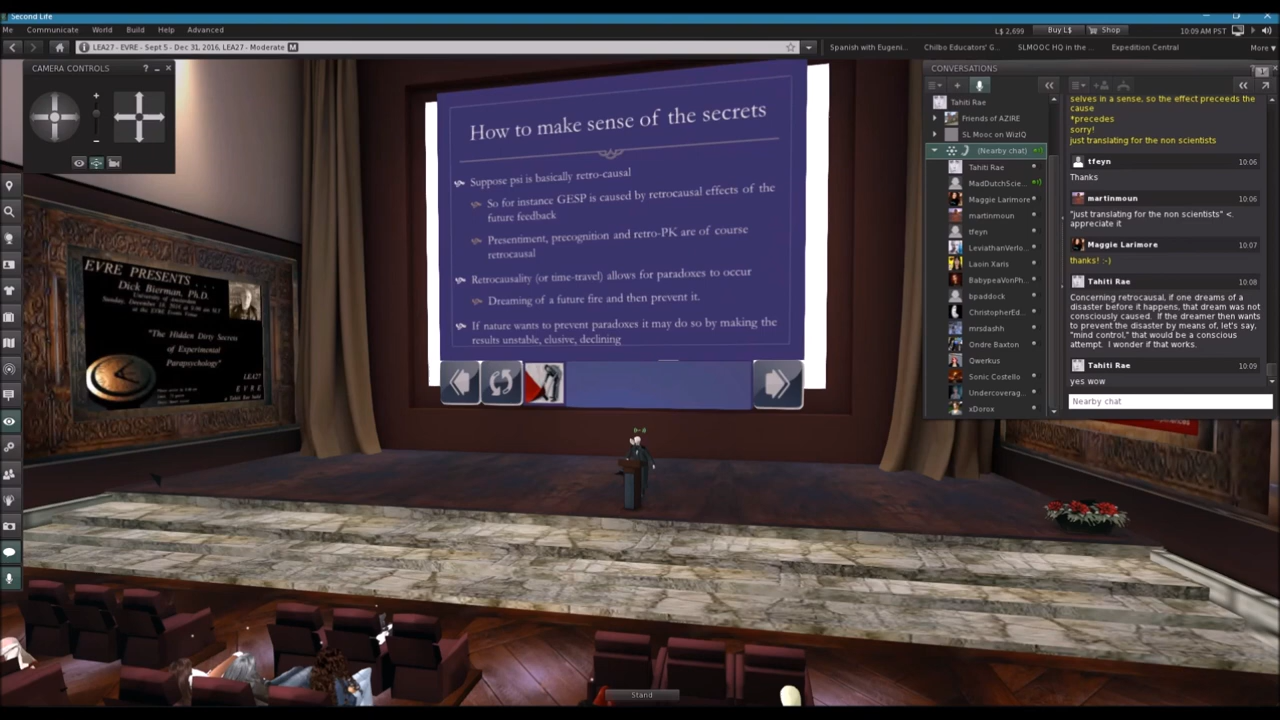 Second Life
Me Communicate World Build Help Advanced
L$ 2,699 Buy L$ Shop 10:09 AM PST
LEA27 - EVRE - Sept 5 - Dec 31, 2016, LEA27 - Moderate M
Spanish with Eugeni... Chilbo Educators' G... SLMOOC HQ in the ... Expedition Central More
CAMERA CONTROLS ? _ x
EVRE PRESENTS . . .
Dick Bierman, Ph.D.
University of Amsterdam
at the EVRE Events Venue
"The Hidden Dirty Secrets
of Experimental
Parapsychology"
LEA27
E V R E
How to make sense of the secrets
Suppose psi is basically retro-causal
So for instance GESP is caused by retrocausal effects of the
future feedback
Presentiment, precognition and retro-PK are of course
retrocausal
Retrocausality (or time-travel) allows for paradoxes to occur
Dreaming of a future fire and then prevent it.
If nature wants to prevent paradoxes it may do so by making the
results unstable, elusive, declining
CONVERSATIONS
Tahiti Rae
Friends of AZIRE
SL Mooc on WizIQ
(Nearby chat)
Tahiti Rae
MadDutchScie...
Maggie Larimore
martinmoun
tfeyn
LeviathanVerlo...
Laoin Xaris
BabypeaVonPh...
bpaddock
ChristopherEd...
mrsdashh
Ondre Baxton
Qwerkus
Sonic Costello
Undercoverag...
xDorox
selves in a sense, so the effect preceeds the
cause
*precedes
sorry!
just translating for the non scientists
tfeyn 10:06
Thanks
martinmoun 10:06
"just translating for the non scientists" <.
appreciate it
Maggie Larimore 10:07
thanks! :-)
Tahiti Rae 10:08
Concerning retrocausal, if one dreams of a
disaster before it happens, that dream was not
consciously caused. If the dreamer then
wants to prevent the disaster by means of, let's say,
"mind control," that would be a conscious
attempt. I wonder if that works.
Tahiti Rae 10:09
yes wow
Nearby chat
Stand